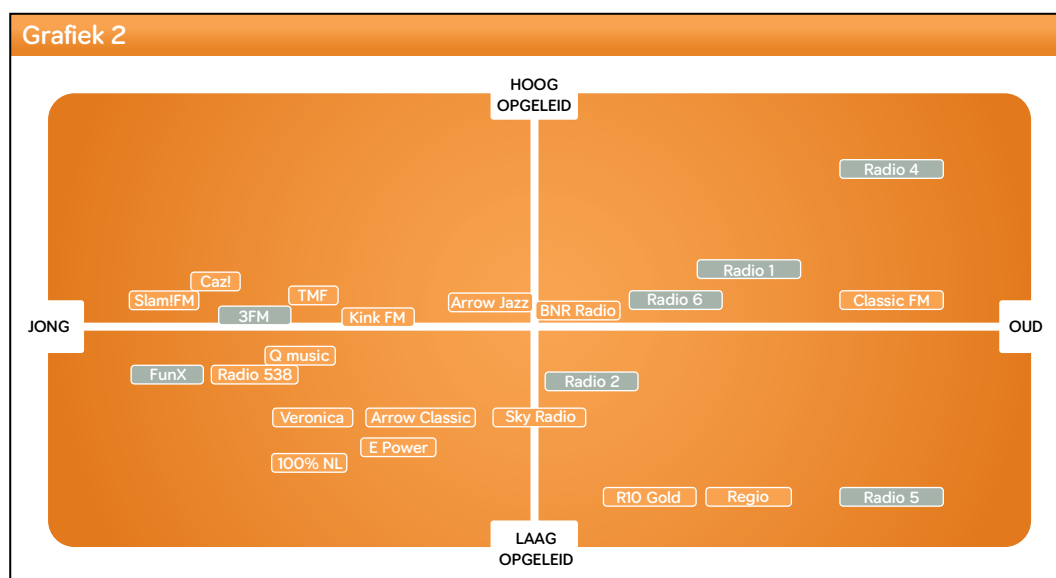 Grafiek 2
HOOG
OPGELEID
Radio 4
Radio 1
Caz!
Slam!FM
TMF
Arrow Jazz
Radio 6
Classic FM
3FM
Kink FM
BNR Radio
JONG
OUD
Q music
FunX
Radio 538
Radio 2
Veronica
Arrow Classic
Sky Radio
E Power
100% NL
R10 Gold
Regio
Radio 5
LAAG
OPGELEID